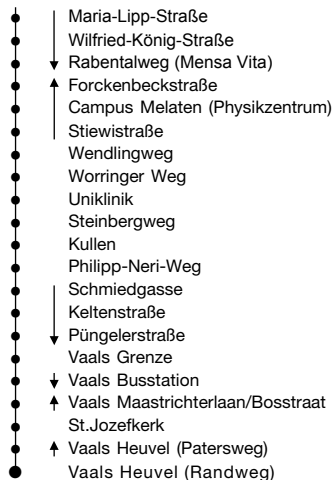 Maria-Lipp-Straße
Wilfried-König-Straße
Rabentalweg (Mensa Vita)
Forckenbeckstraße
Campus Melaten (Physikzentrum)
Stiewistraße
Wendlingweg
Worringer Weg
Uniklinik
Steinbergweg
Kullen
Philipp-Neri-Weg
Schmiedgasse
Keltenstraße
Püngelerstraße
Vaals Grenze
Vaals Busstation
Vaals Maastrichterlaan/Bosstraat
St.Jozefkerk
Vaals Heuvel (Patersweg)
Vaals Heuvel (Randweg)